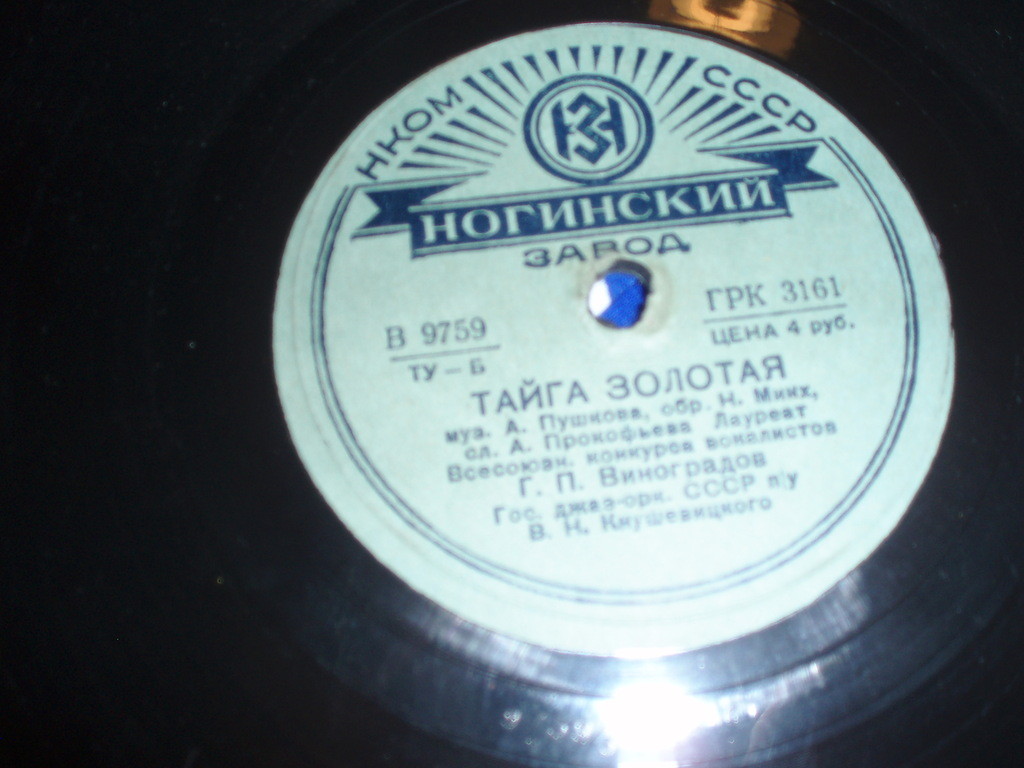 НКОМ СССР
НЗН
НОГИНСКИЙ
ЗАВОД
В 9759
ТУ — Б
ГРК 3161
ЦЕНА 4 руб.
ТАЙГА ЗОЛОТАЯ
муз. А. Пушкова, обр. Н. Минх,
сл. А. Прокофьева Лауреат
Всесоюзн. конкурса вокалистов
Г. П. Виноградов
Гос. джаз-орк. СССР п/у
В. Н. Кнушевицкого